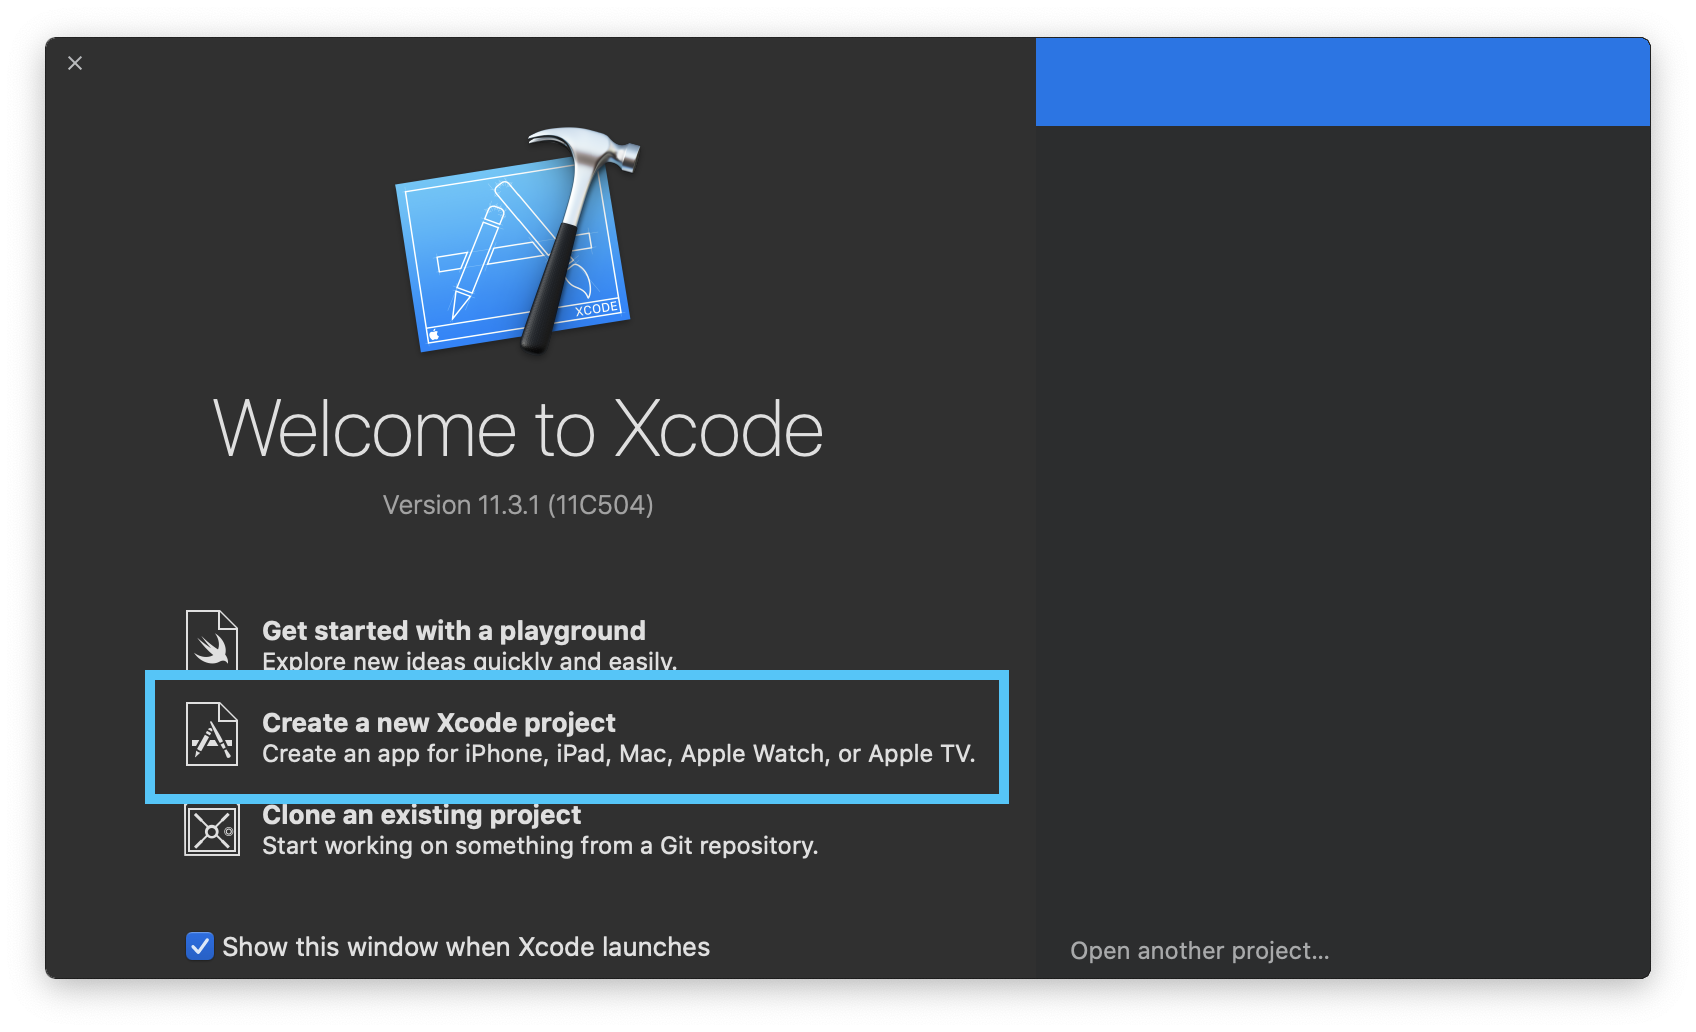 XCODE
Welcome to Xcode
Version 11.3.1 (11C504)
Get started with a playground
Explore new ideas quickly and easily.
Create a new Xcode project
Create an app for iPhone, iPad, Mac, Apple Watch, or Apple TV.
Clone an existing project
Start working on something from a Git repository.
Show this window when Xcode launches
Open another project...